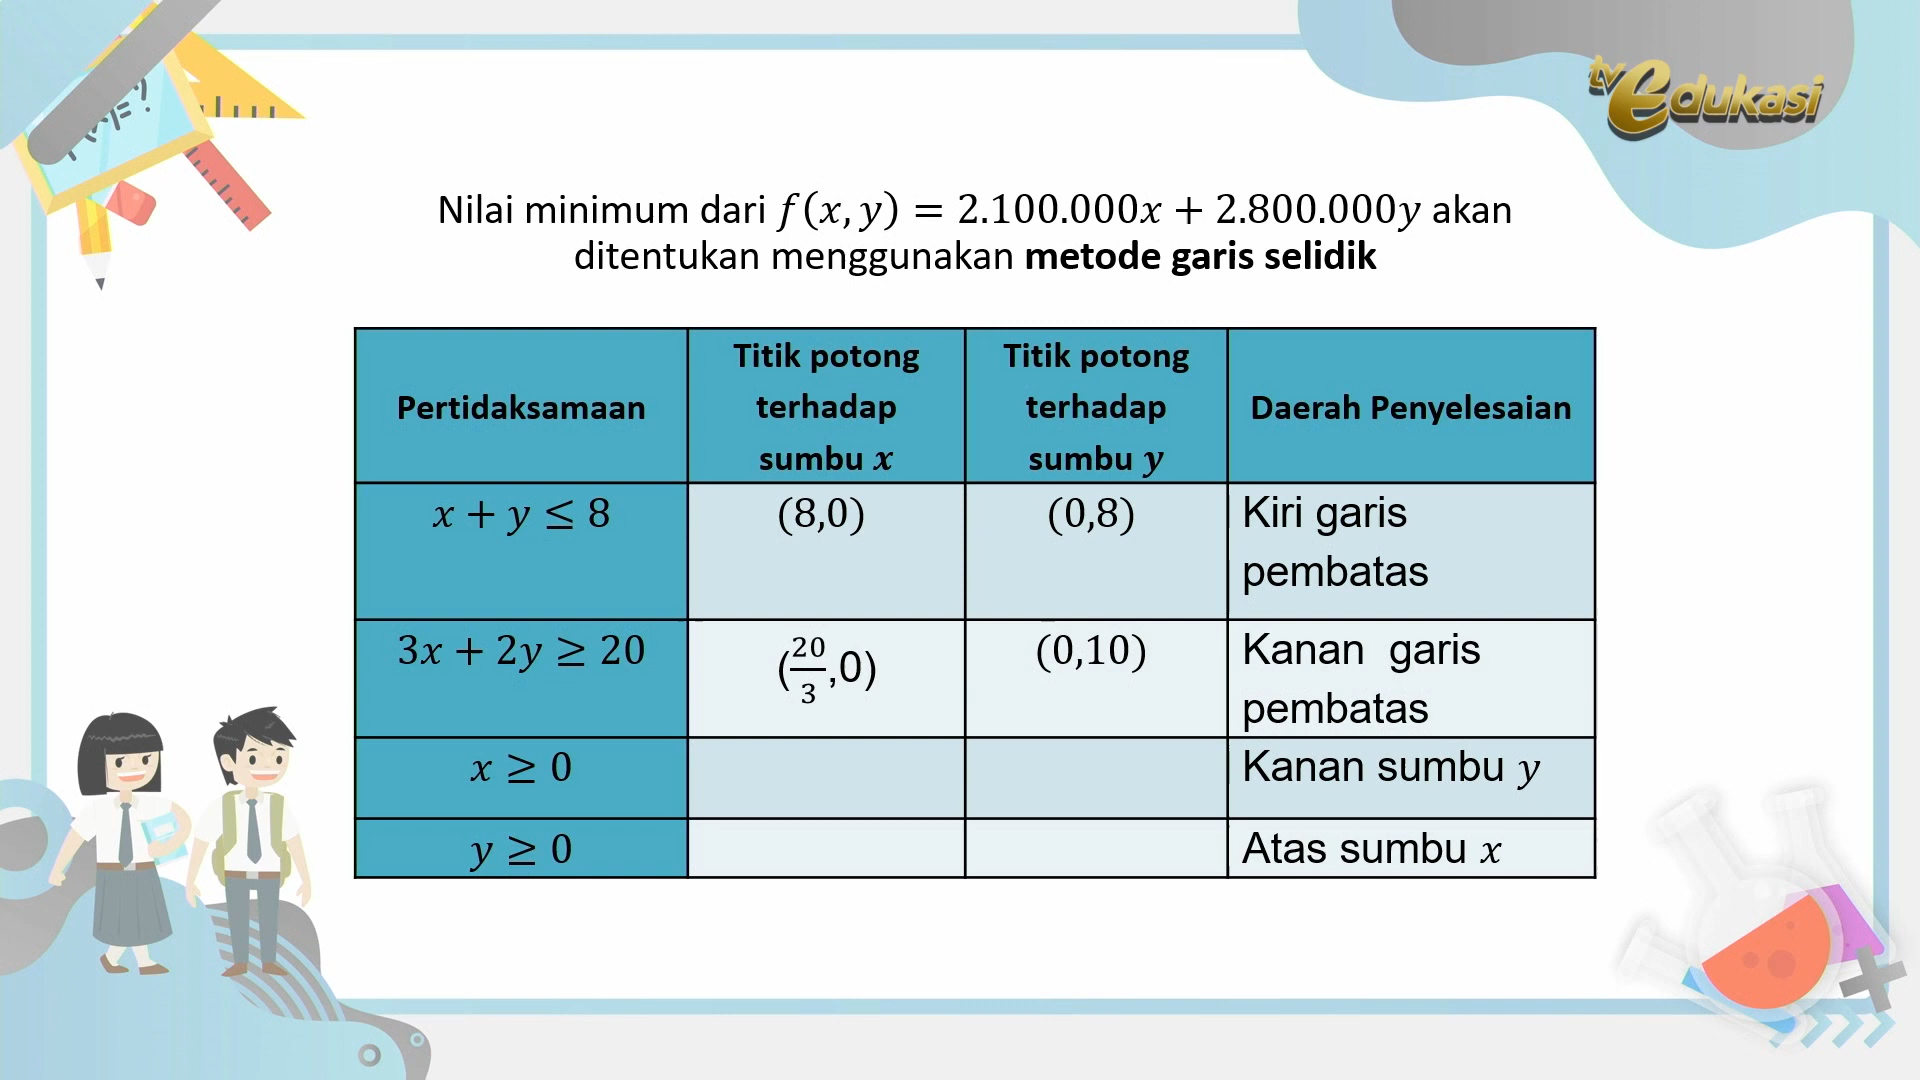 tv edukasi
Nilai minimum dari f(x, y) = 2.100.000x + 2.800.000y akan
ditentukan menggunakan metode garis selidik
Pertidaksamaan
Titik potong
terhadap
sumbu x
Titik potong
terhadap
sumbu y
Daerah Penyelesaian
x + y ≤ 8
(8,0)
(0,8)
Kiri garis
pembatas
3x + 2y ≥ 20
(20/3,0)
(0,10)
Kanan garis
pembatas
x ≥ 0
Kanan sumbu y
y ≥ 0
Atas sumbu x